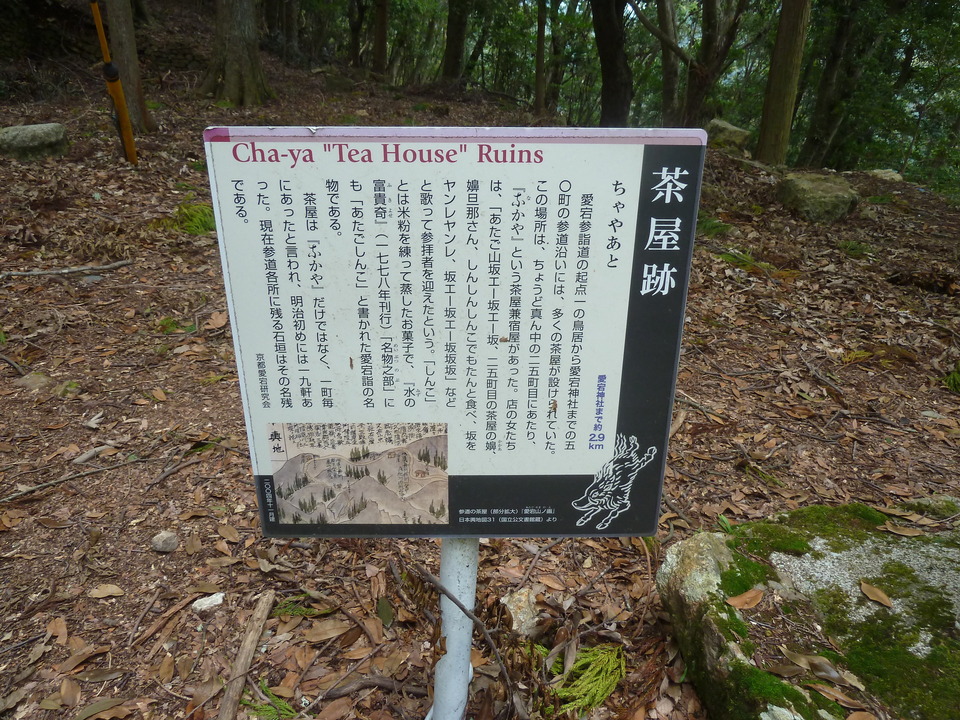 Cha-ya "Tea House" Ruins
茶屋跡
ちゃやあと
愛宕神社まで約2.9km
愛宕参詣道の起点一の鳥居から愛宕神社までの五
〇町の参道沿いには、多くの茶屋が設けられていた。
この場所は、ちょうど真ん中の二五町目にあたり、
『ふかや』という茶屋兼宿屋があった。店の女たち
は、「あたご山坂エー坂エー坂、二五町目の茶屋の嬶、
嬶旦那さん、しんしんしんこでもたんと食べ、坂を
ヤンレヤンレ、坂エー坂エー坂坂坂」など
と歌って参拝者を迎えたという。「しんこ」
とは米粉を練って蒸したお菓子で、『水の
富貴奇』(一七七八年刊行)「名物之部」に
も「あたごしんこ」と書かれた愛宕詣の名
物である。
茶屋は『ふかや』だけではなく、一町毎
にあったと言われ、明治初めには一九軒あ
った。現在参道各所に残る石垣はその名残
である。
京都愛宕研究会
輿地
二〇〇四年十一月建
参道の茶屋(部分拡大)『愛宕山ノ畾』
日本輿地図31(国立公文書館蔵)より